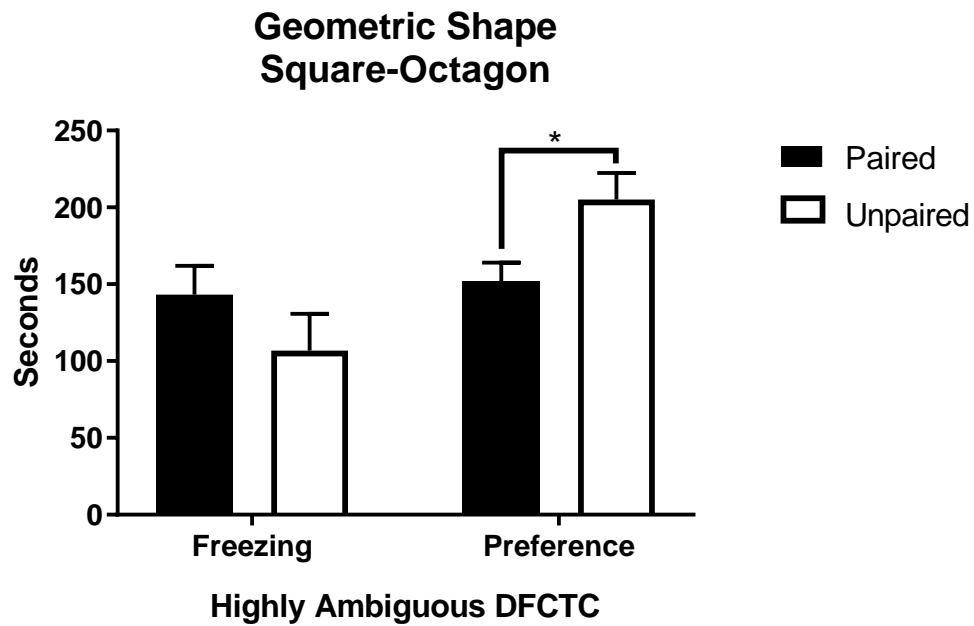 Geometric Shape
Square-Octagon
250
200
150
100
50
0
Seconds
*
Paired
Unpaired
Freezing
Preference
Highly Ambiguous DFCTC